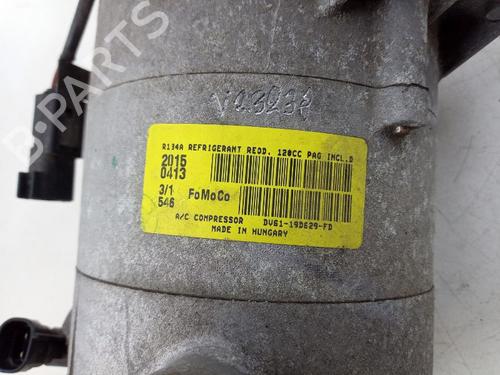 B-PARTS
VC3237
R134A REFRIGERANT REQD. 120CC PAG INCL.D
2015
0413
3/1
546
FoMoCo
A/C COMPRESSOR DV61-19D629-FD
MADE IN HUNGARY